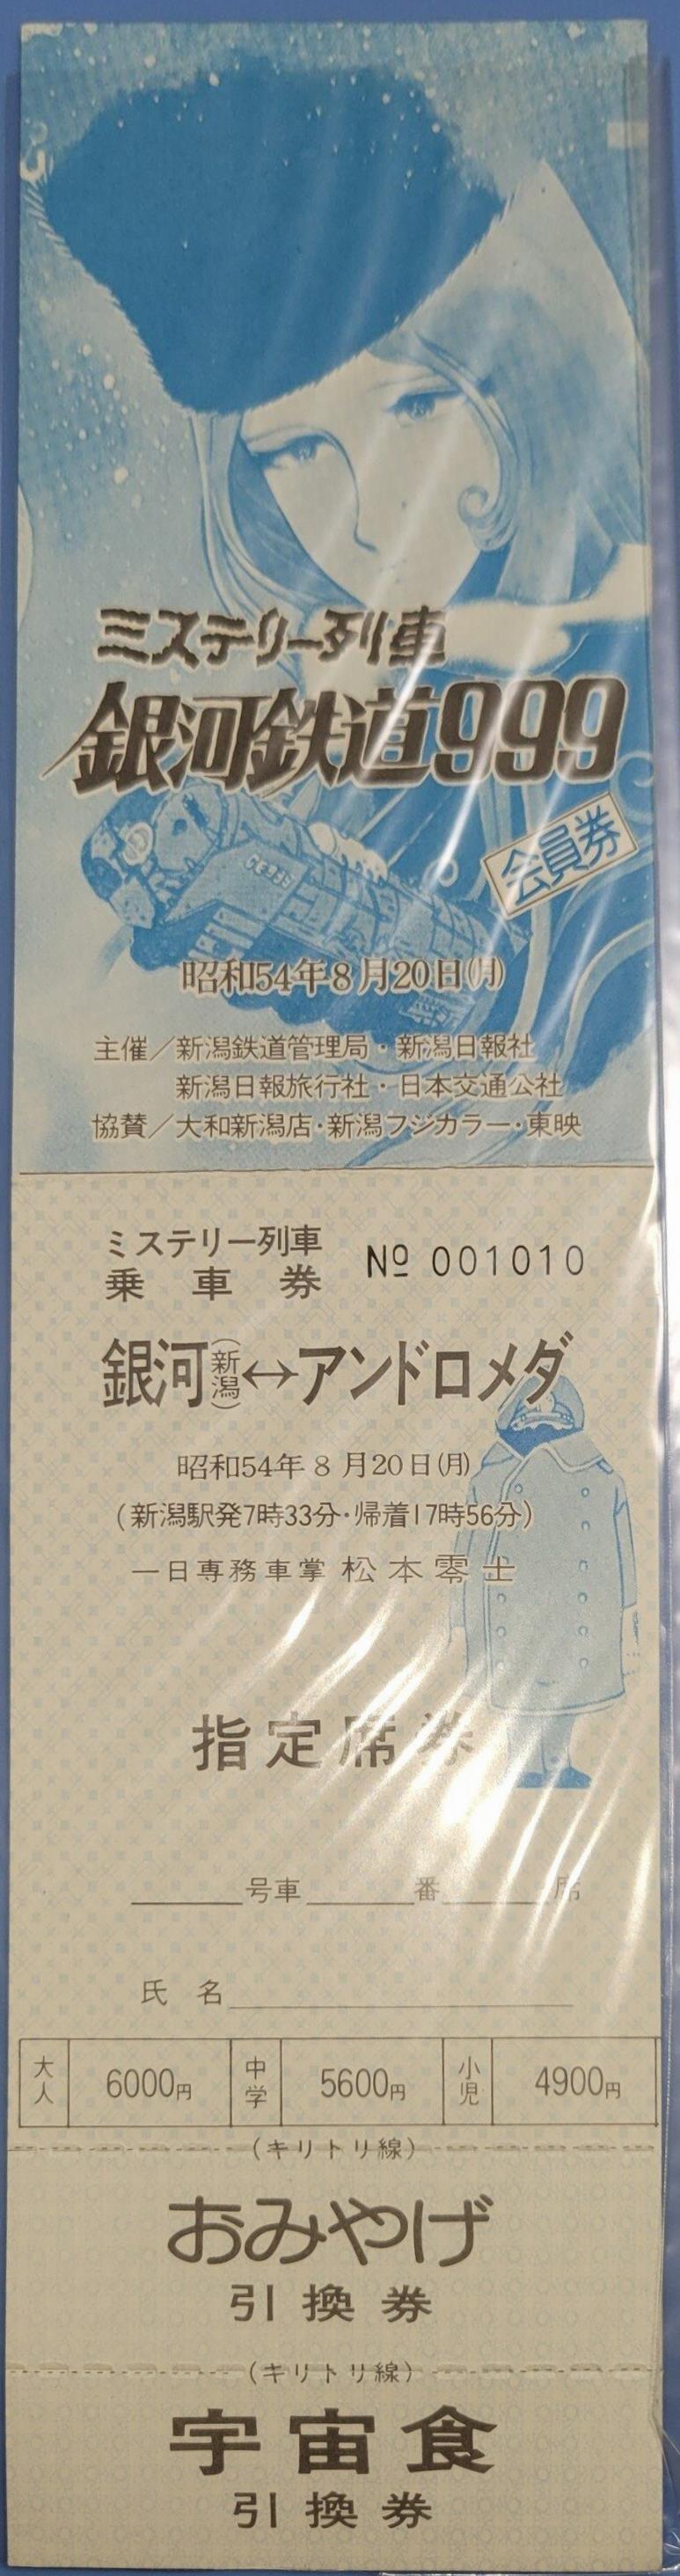 ミステリー列車
銀河鉄道999
会員券
昭和54年8月20日(月)
主催／新潟鉄道管理局・新潟日報社
新潟日報旅行社・日本交通公社
協賛／大和新潟店・新潟フジカラー・東映
ミステリー列車
乗車券
№ 001010
銀河(新潟)↔アンドロメダ
昭和54年8月20日(月)
(新潟駅発7時33分・帰着17時56分)
一日専務車掌 松本零士
指定席券
号車 番 席
氏名
大人 6000円 中学 5600円 小児 4900円
(キリトリ線)
おみやげ
引換券
(キリトリ線)
宇宙食
引換券